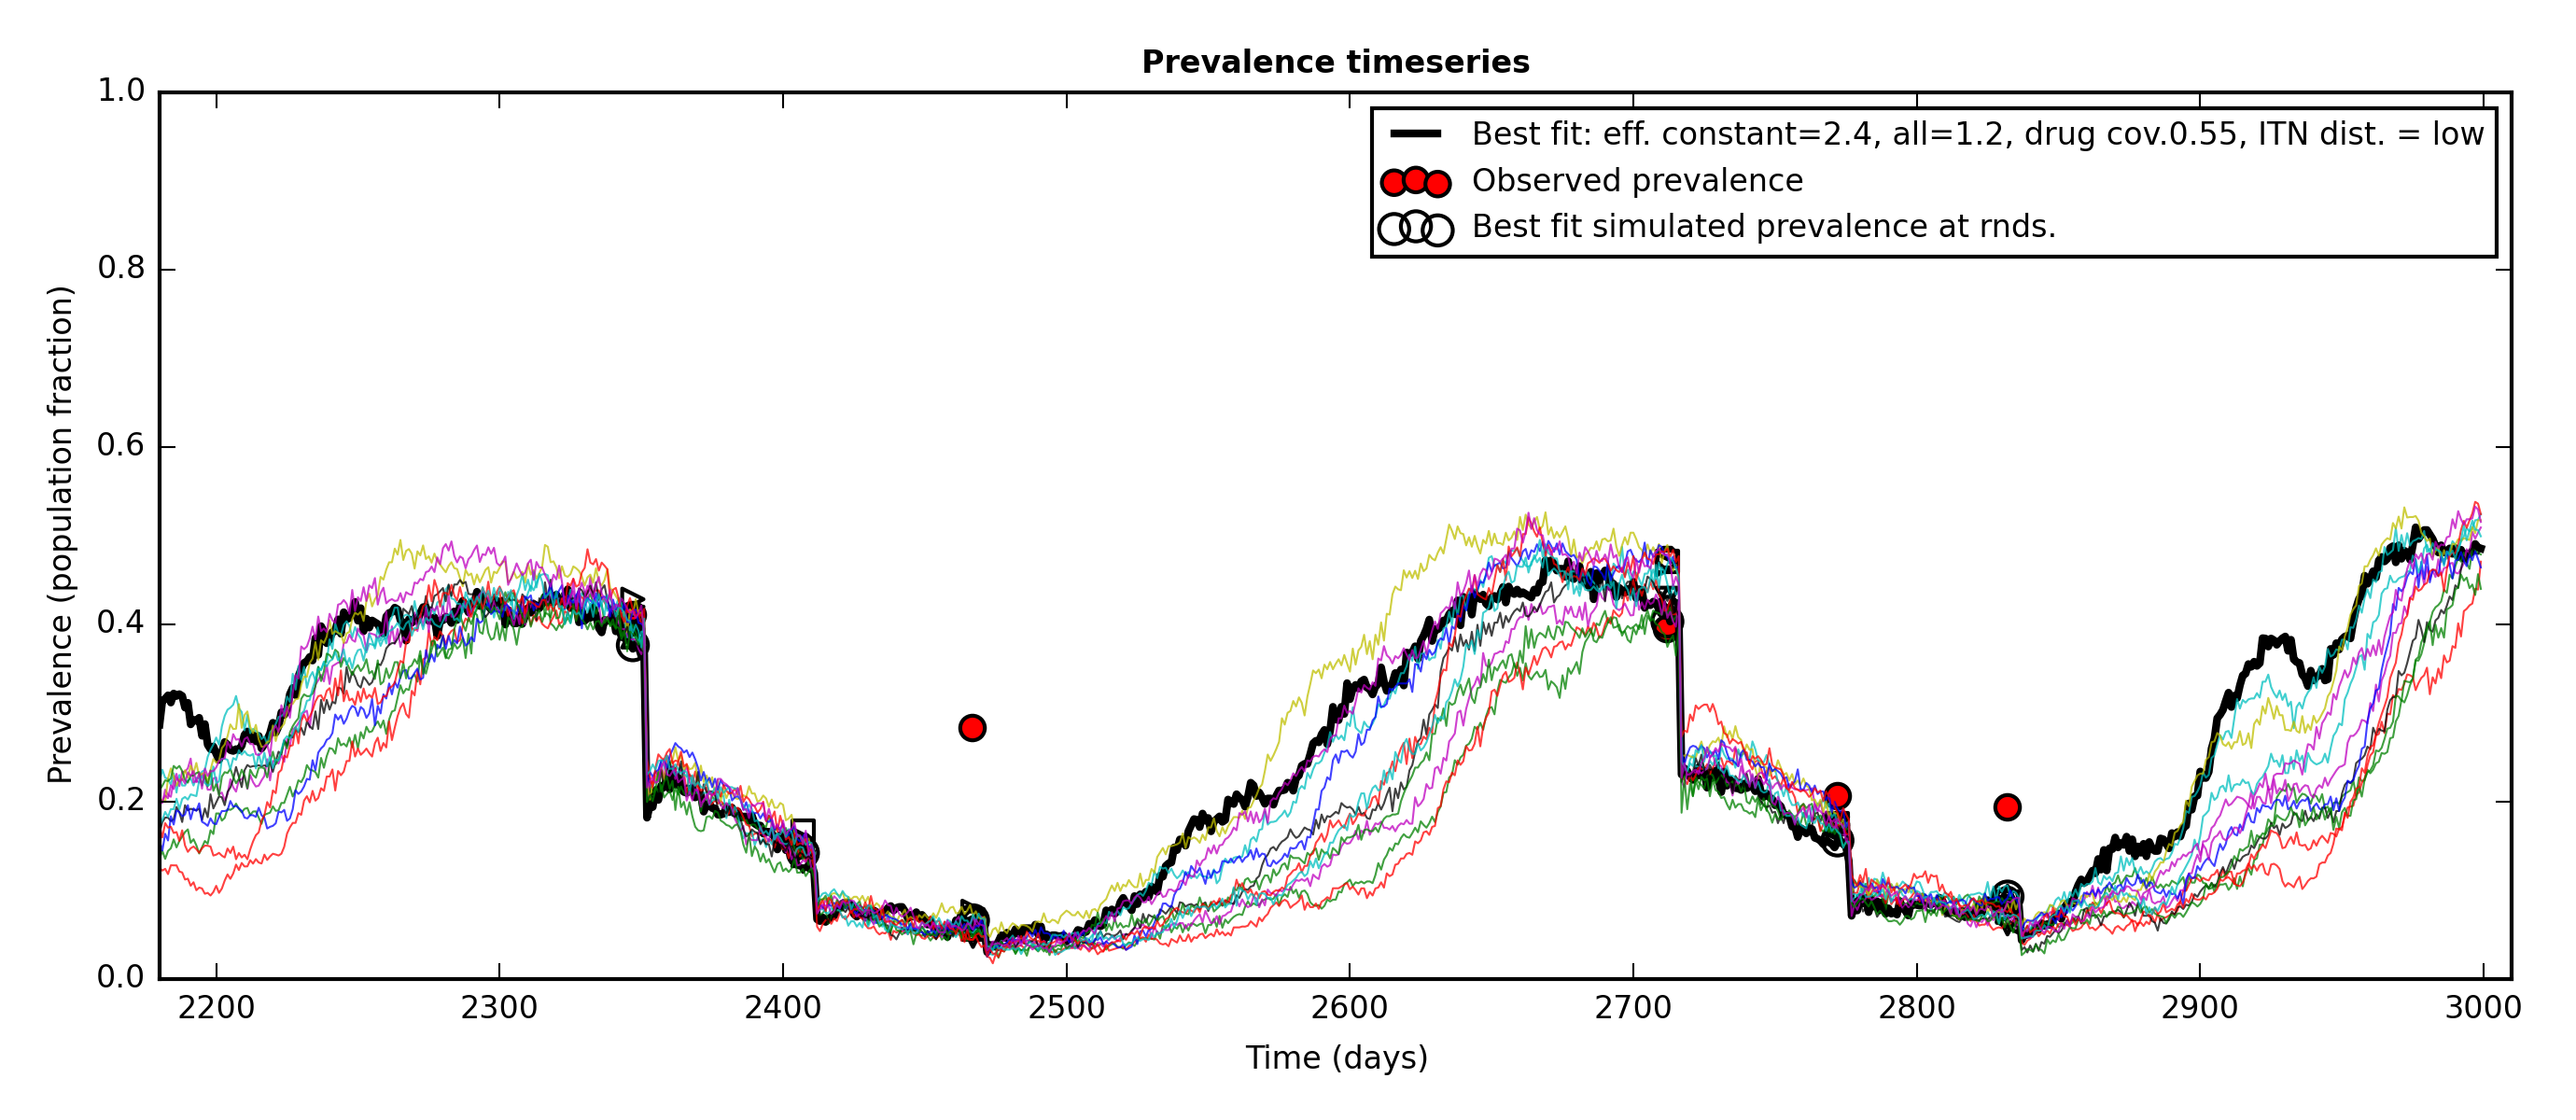 Prevalence timeseries
Prevalence (population fraction)
1.0
0.8
0.6
0.4
0.2
0.0
Best fit: eff. constant=2.4, all=1.2, drug cov.0.55, ITN dist. = low
Observed prevalence
Best fit simulated prevalence at rnds.
2200 2300 2400 2500 2600 2700 2800 2900 3000
Time (days)